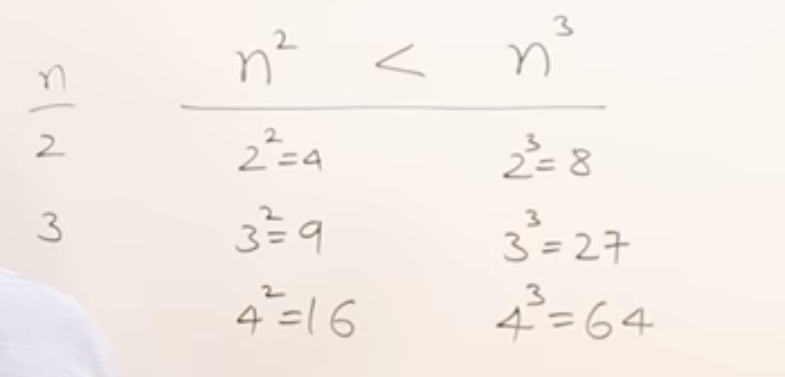 n n² < n³
2 2²=4 2³=8
3 3²=9 3³=27
4²=16 4³=64